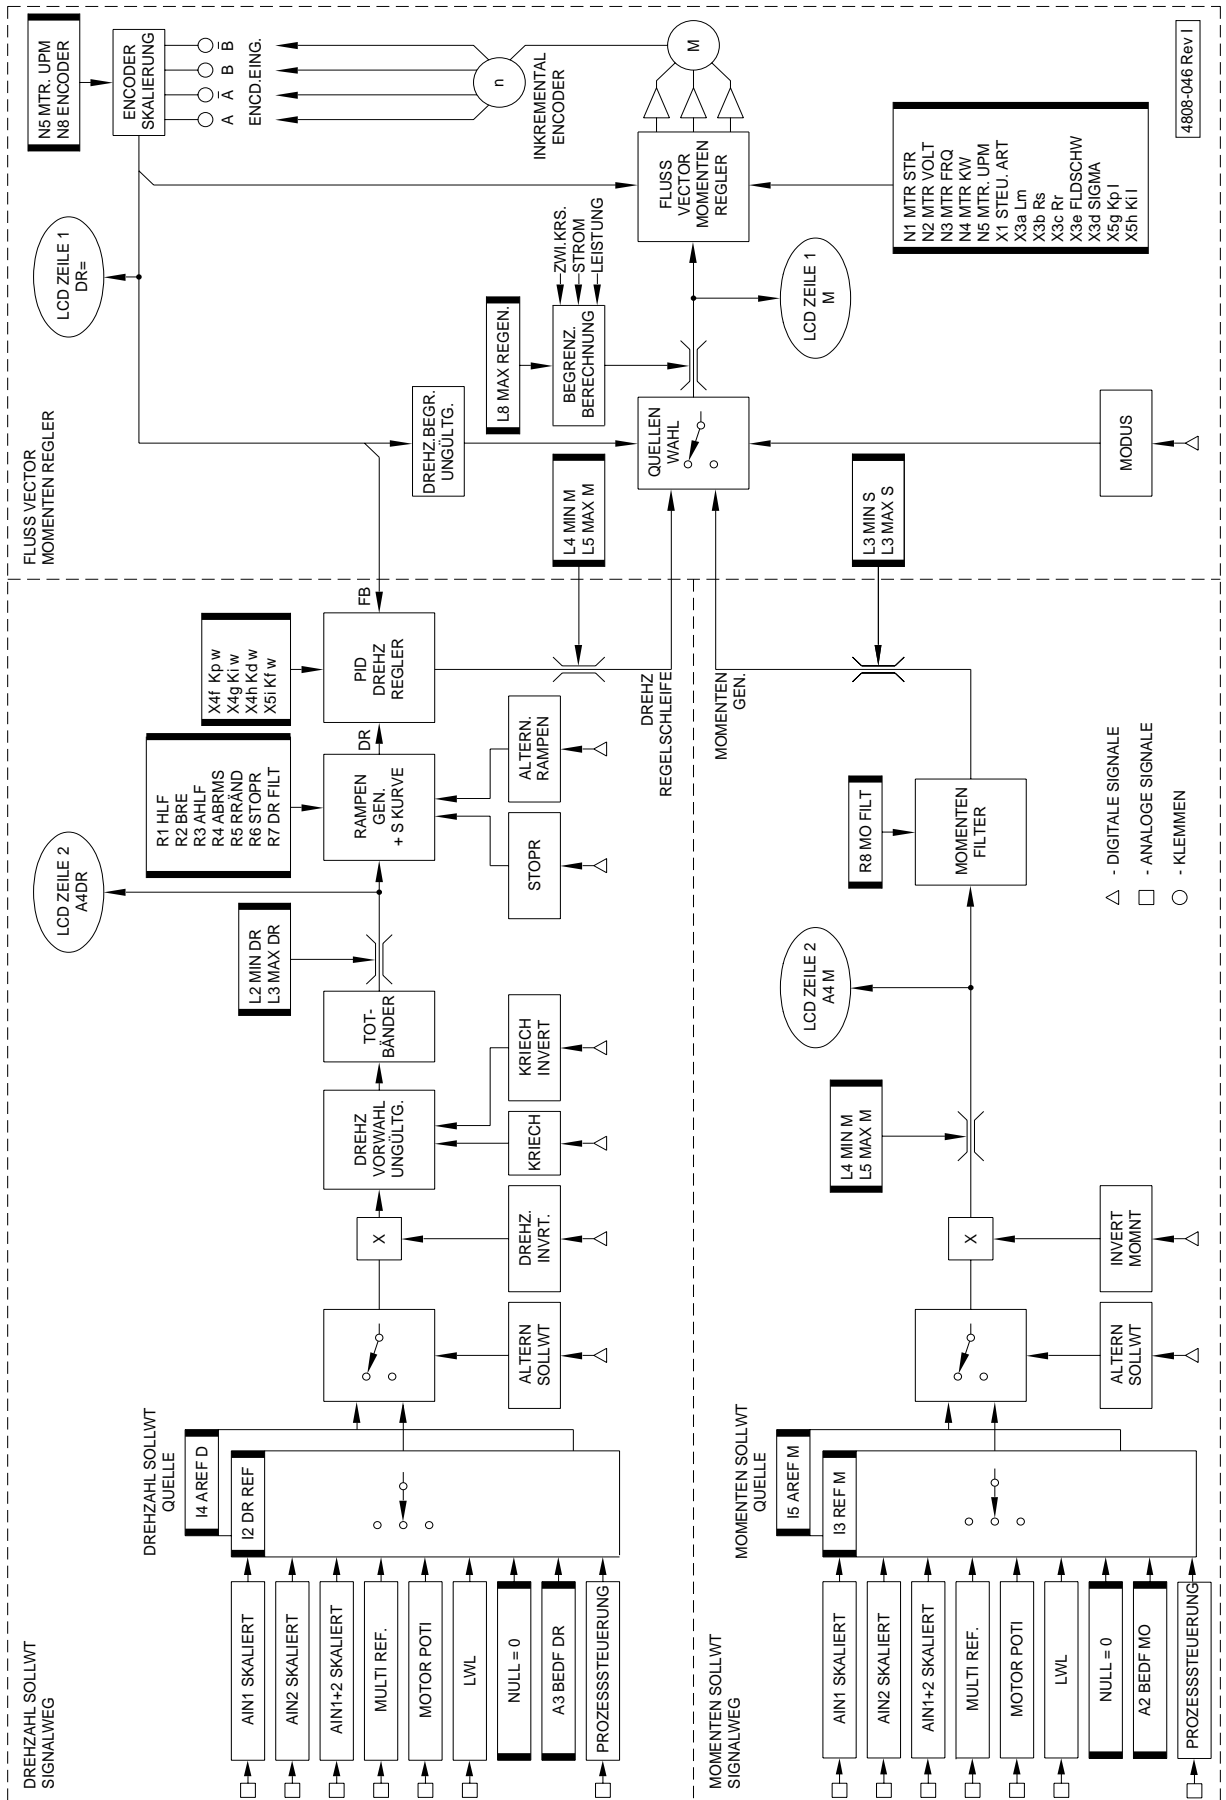 DREHZAHL SOLLWT
SIGNALWEG
AIN1 SKALIERT
AIN2 SKALIERT
AIN1+2 SKALIERT
MULTI REF.
MOTOR POTI
LWL
NULL = 0
A3 BEDF DR
PROZESSSTEUERUNG
DREHZAHL SOLLWT
QUELLE
I4 AREF D
I2 DR REF
ALTERN
SOLLWT
X
DREHZ.
INVRT.
DREHZ
VORWAHL
UNGÜLTG.
KRIECH
KRIECH
INVERT
TOT-
BÄNDER
L2 MIN DR
L3 MAX DR
LCD ZEILE 2
A4DR
R1 HLF
R2 BRE
R3 AHLF
R4 ABRMS
R5 RRÄND
R6 STOPR
R7 DR FILT
RAMPEN
GEN.
+ S KURVE
STOPR
ALTERN.
RAMPEN
DR
X4f Kp w
X4g Ki w
X4h Kd w
X5i Kf w
PID
DREHZ
REGLER
FB
DREHZ
REGELSCHLEIFE
L4 MIN M
L5 MAX M
MOMENTEN SOLLWT
SIGNALWEG
AIN1 SKALIERT
AIN2 SKALIERT
AIN1+2 SKALIERT
MULTI REF.
MOTOR POTI
LWL
NULL = 0
A2 BEDF MO
PROZESSSTEUERUNG
MOMENTEN SOLLWT
QUELLE
I5 AREF M
I3 REF M
ALTERN
SOLLWT
X
INVERT
MOMNT
L4 MIN M
L5 MAX M
LCD ZEILE 2
A4 M
R8 MO FILT
MOMENTEN
FILTER
MOMENTEN
GEN.
L3 MIN S
L3 MAX S
- DIGITALE SIGNALE
- ANALOGE SIGNALE
- KLEMMEN
FLUSS VECTOR
MOMENTEN REGLER
DREHZ.BEGR.
UNGÜLTG.
QUELLEN
WAHL
MODUS
L8 MAX REGEN.
BEGRENZ.
BERECHNUNG
ZWI.KRS.
STROM
LEISTUNG
LCD ZEILE 1
DR=
LCD ZEILE 1
M
FLUSS
VECTOR
MOMENTEN
REGLER
N1 MTR STR
N2 MTR VOLT
N3 MTR FRQ
N4 MTR KW
N5 MTR. UPM
X1 STEU. ART
X3a Lm
X3b Rs
X3c Rr
X3e FLDSCHW
X3d SIGMA
X5g Kp I
X5h Ki I
N5 MTR. UPM
N8 ENCODER
ENCODER
SKALIERUNG
A Ā B B̄
ENCD.EING.
n
INKREMENTAL
ENCODER
M
4808-046 Rev I